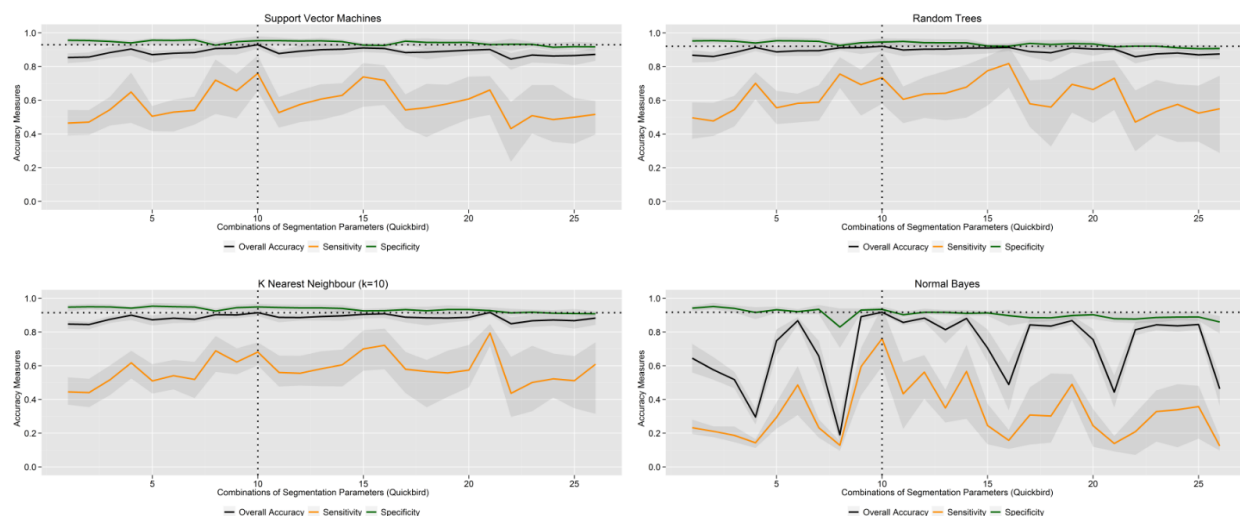 Support Vector Machines
Accuracy Measures
1.0
0.8
0.6
0.4
0.2
0.0
5 10 15 20 25
Combinations of Segmentation Parameters (Quickbird)
Overall Accuracy Sensitivity Specificity
Random Trees
Accuracy Measures
1.0
0.8
0.6
0.4
0.2
0.0
5 10 15 20 25
Combinations of Segmentation Parameters (Quickbird)
Overall Accuracy Sensitivity Specificity
K Nearest Neighbour (k=10)
Accuracy Measures
1.0
0.8
0.6
0.4
0.2
0.0
5 10 15 20 25
Combinations of Segmentation Parameters (Quickbird)
Overall Accuracy Sensitivity Specificity
Normal Bayes
Accuracy Measures
1.0
0.8
0.6
0.4
0.2
0.0
5 10 15 20 25
Combinations of Segmentation Parameters (Quickbird)
Overall Accuracy Sensitivity Specificity